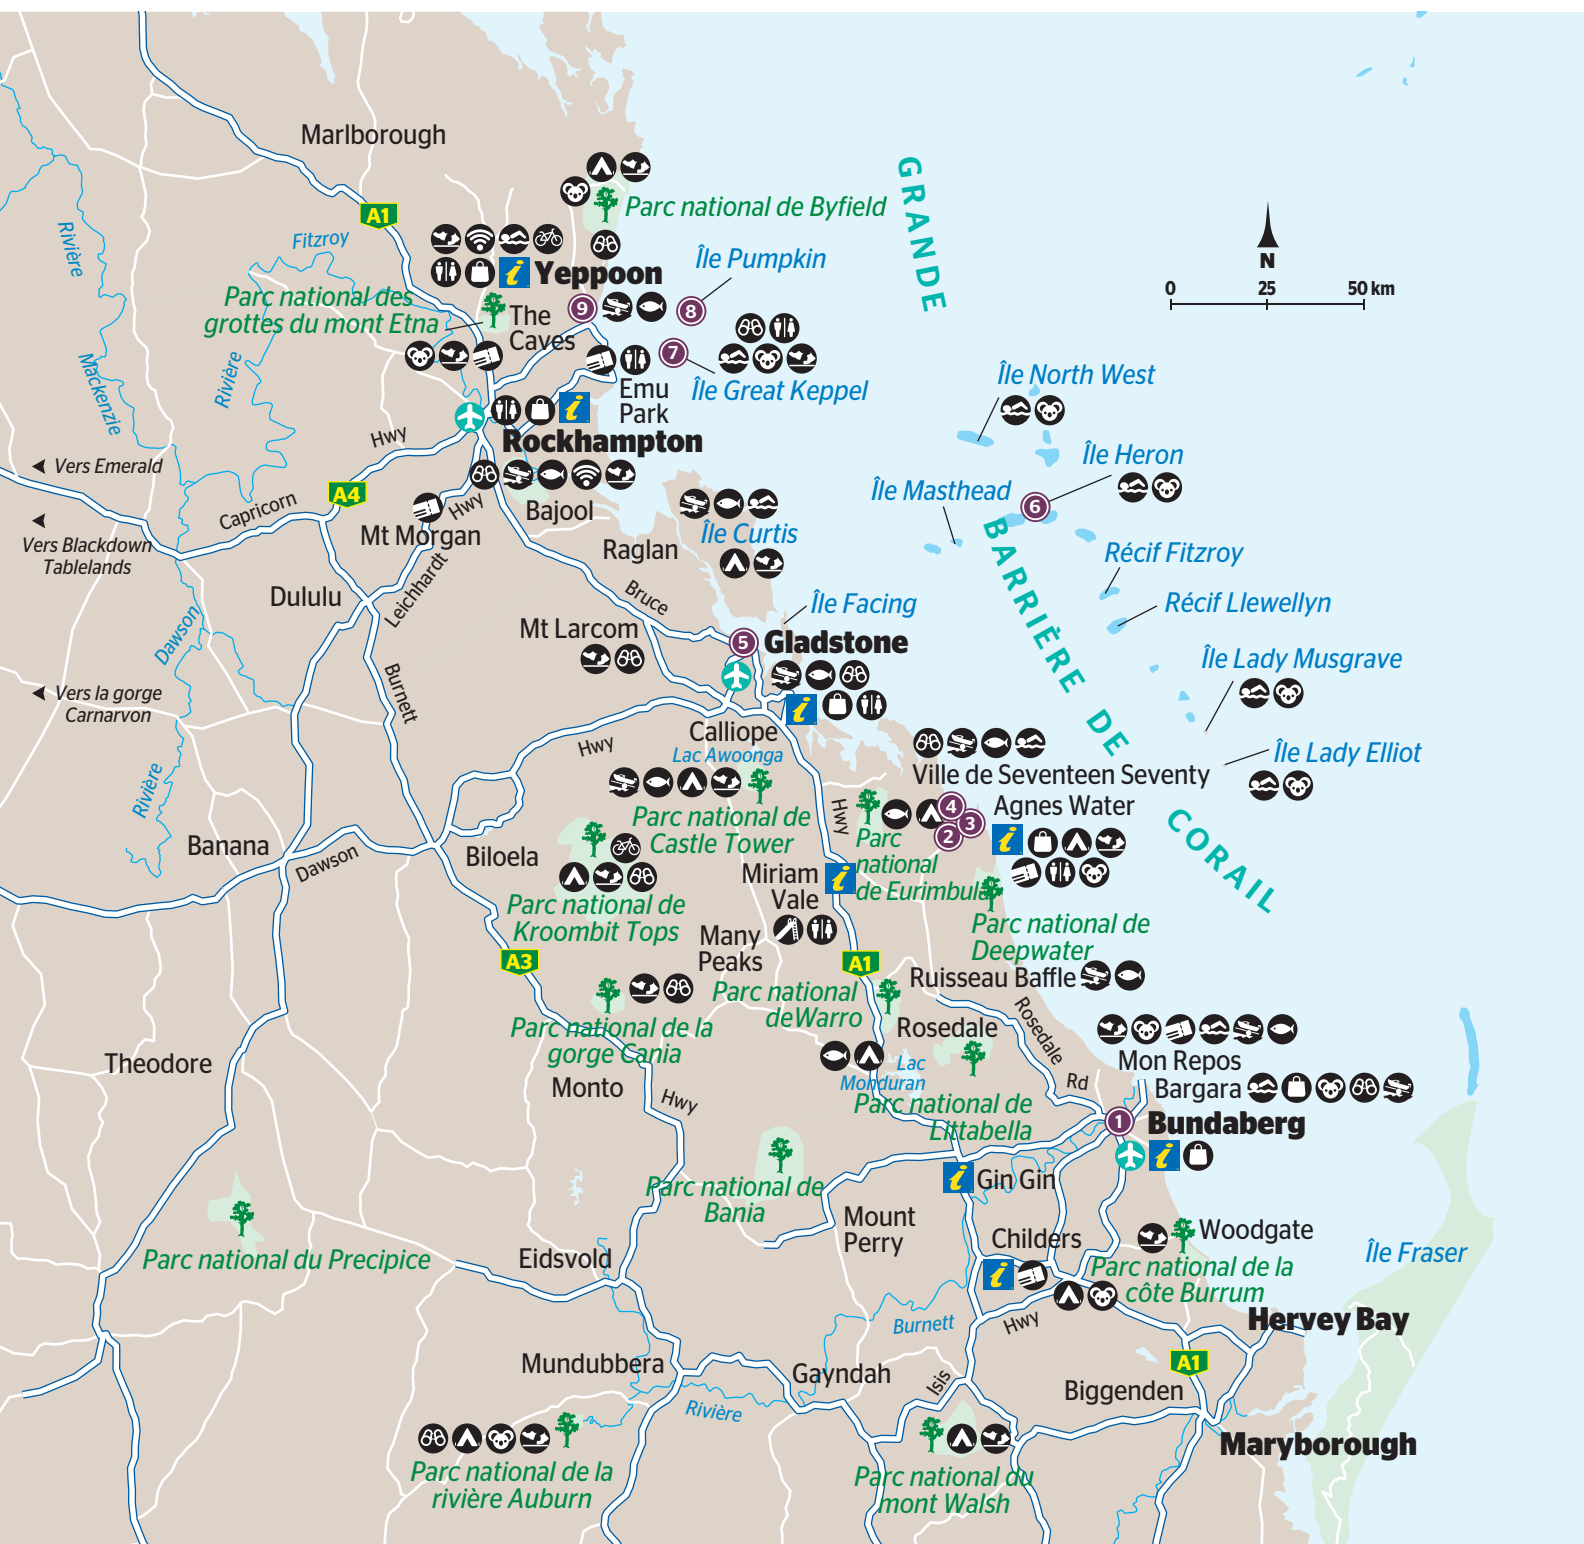 Marlborough
A1
Rivière
Fitzroy
Parc national de Byfield
GRANDE
Yeppoon
Île Pumpkin
N
0 25 50 km
Parc national des
grottes du mont Etna
The
Caves
9
8
7
Île Great Keppel
Emu
Park
Mackenzie
Rivière
Île North West
Hwy
Rockhampton
Vers Emerald
A4
Capricorn
Hwy
Bajool
Île Heron
Île Masthead
6
Mt Morgan
Vers Blackdown
Tablelands
Île Curtis
Raglan
BARRIÈRE DE
Récif Fitzroy
Leichhardt
Dululu
Bruce
Île Facing
Récif Llewellyn
Dawson
Mt Larcom
5
Gladstone
Île Lady Musgrave
Vers la gorge
Carnarvon
Burnett
Calliope
Lac Awoonga
Hwy
Île Lady Elliot
Ville de Seventeen Seventy
Rivière
Hwy
4
3
2
Agnes Water
CORAIL
Parc national de
Castle Tower
Parc
national
de Eurimbula
Banana
Dawson
Biloela
Miriam
Vale
Parc national de
Kroombit Tops
Parc national de
Deepwater
Many
Peaks
A3
A1
Ruisseau Baffle
Parc national
deWarro
Rosedale
Rosedale
Rd
Parc national de la
gorge Cania
Theodore
Monto
Hwy
Lac
Monduran
Mon Repos
Bargara
Parc national de
Littabella
1
Bundaberg
Gin Gin
Parc national de
Bania
Mount
Perry
Childers
Woodgate
Parc national du Precipice
Eidsvold
Parc national de la
côte Burrum
Île Fraser
Burnett
Hwy
Hervey Bay
Mundubbera
Gayndah
Isis
A1
Biggenden
Rivière
Maryborough
Parc national de la
rivière Auburn
Parc national du
mont Walsh